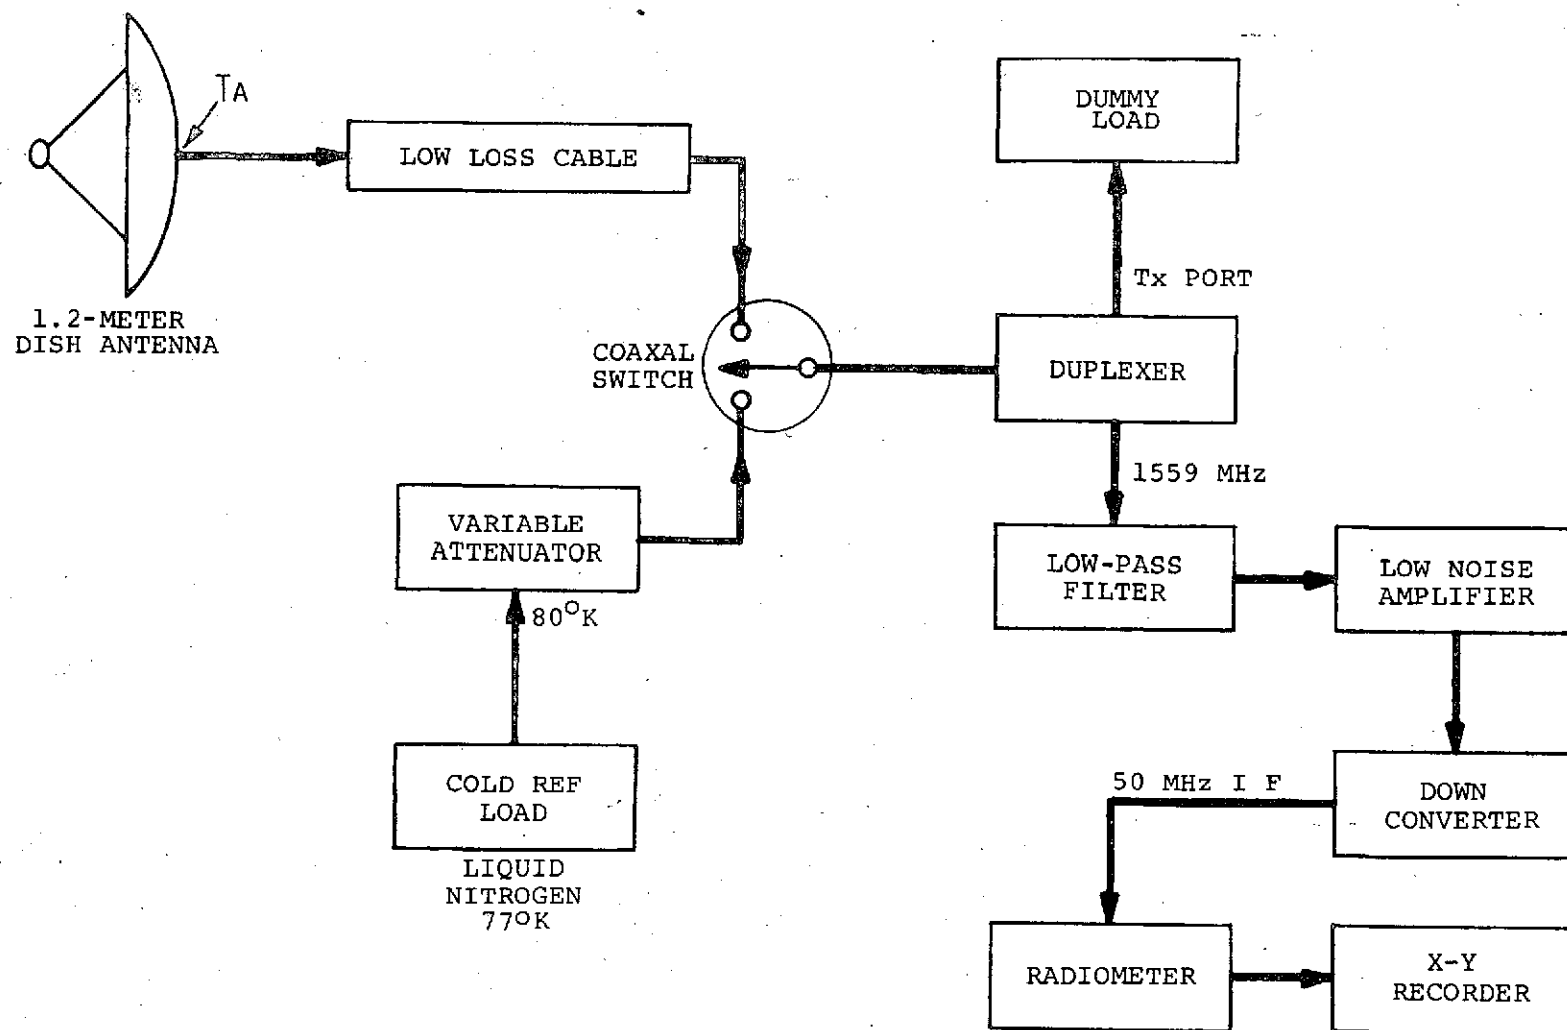 TA
LOW LOSS CABLE
1.2-METER
DISH ANTENNA
DUMMY
LOAD
Tx PORT
COAXAL
SWITCH
DUPLEXER
1559 MHz
VARIABLE
ATTENUATOR
80°K
COLD REF
LOAD
LIQUID
NITROGEN
77°K
LOW-PASS
FILTER
LOW NOISE
AMPLIFIER
DOWN
CONVERTER
50 MHz I F
RADIOMETER
X-Y
RECORDER